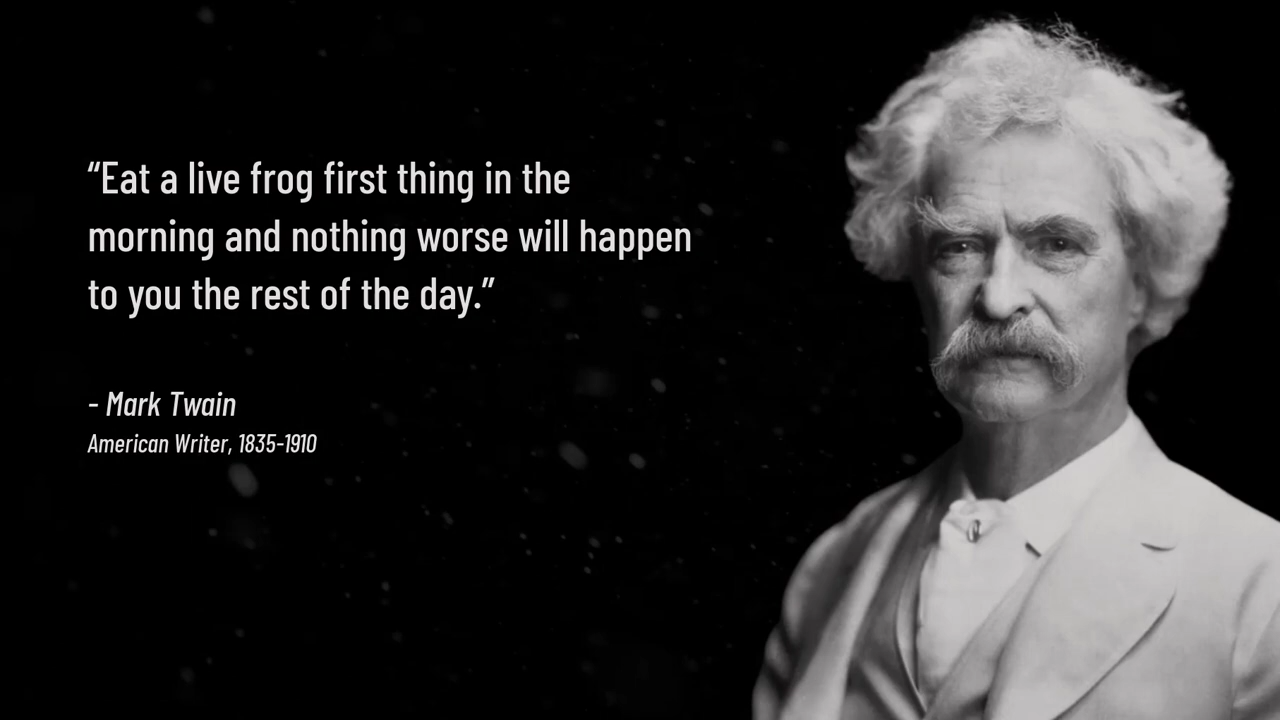 “Eat a live frog first thing in the
morning and nothing worse will happen
to you the rest of the day.”
- Mark Twain
American Writer, 1835-1910